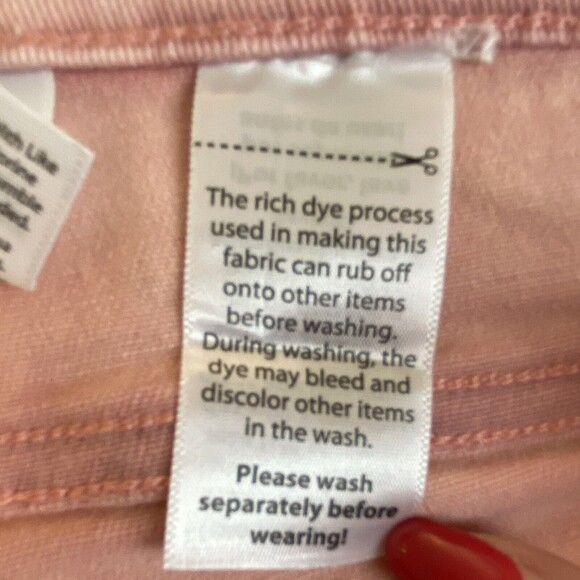 The rich dye process
used in making this
fabric can rub off
onto other items
before washing.
During washing, the
dye may bleed and
discolor other items
in the wash.
Please wash
separately before
wearing!